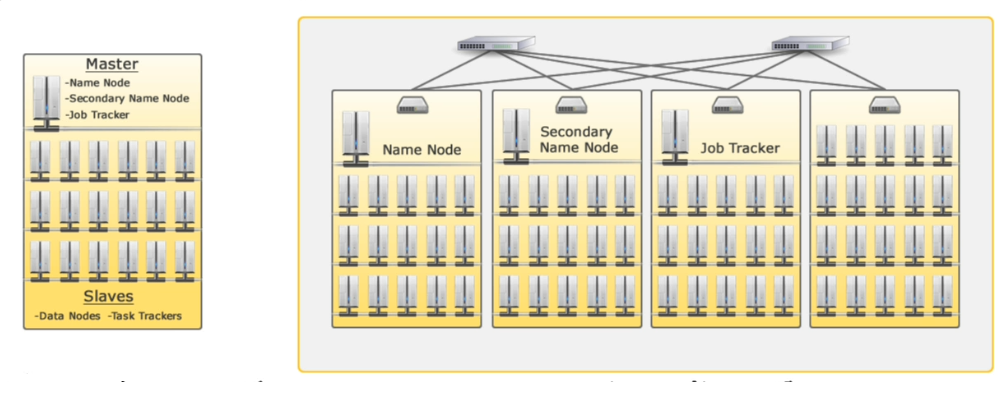 Master
-Name Node
-Secondary Name Node
-Job Tracker
Slaves
-Data Nodes -Task Trackers
Name Node
Secondary
Name Node
Job Tracker